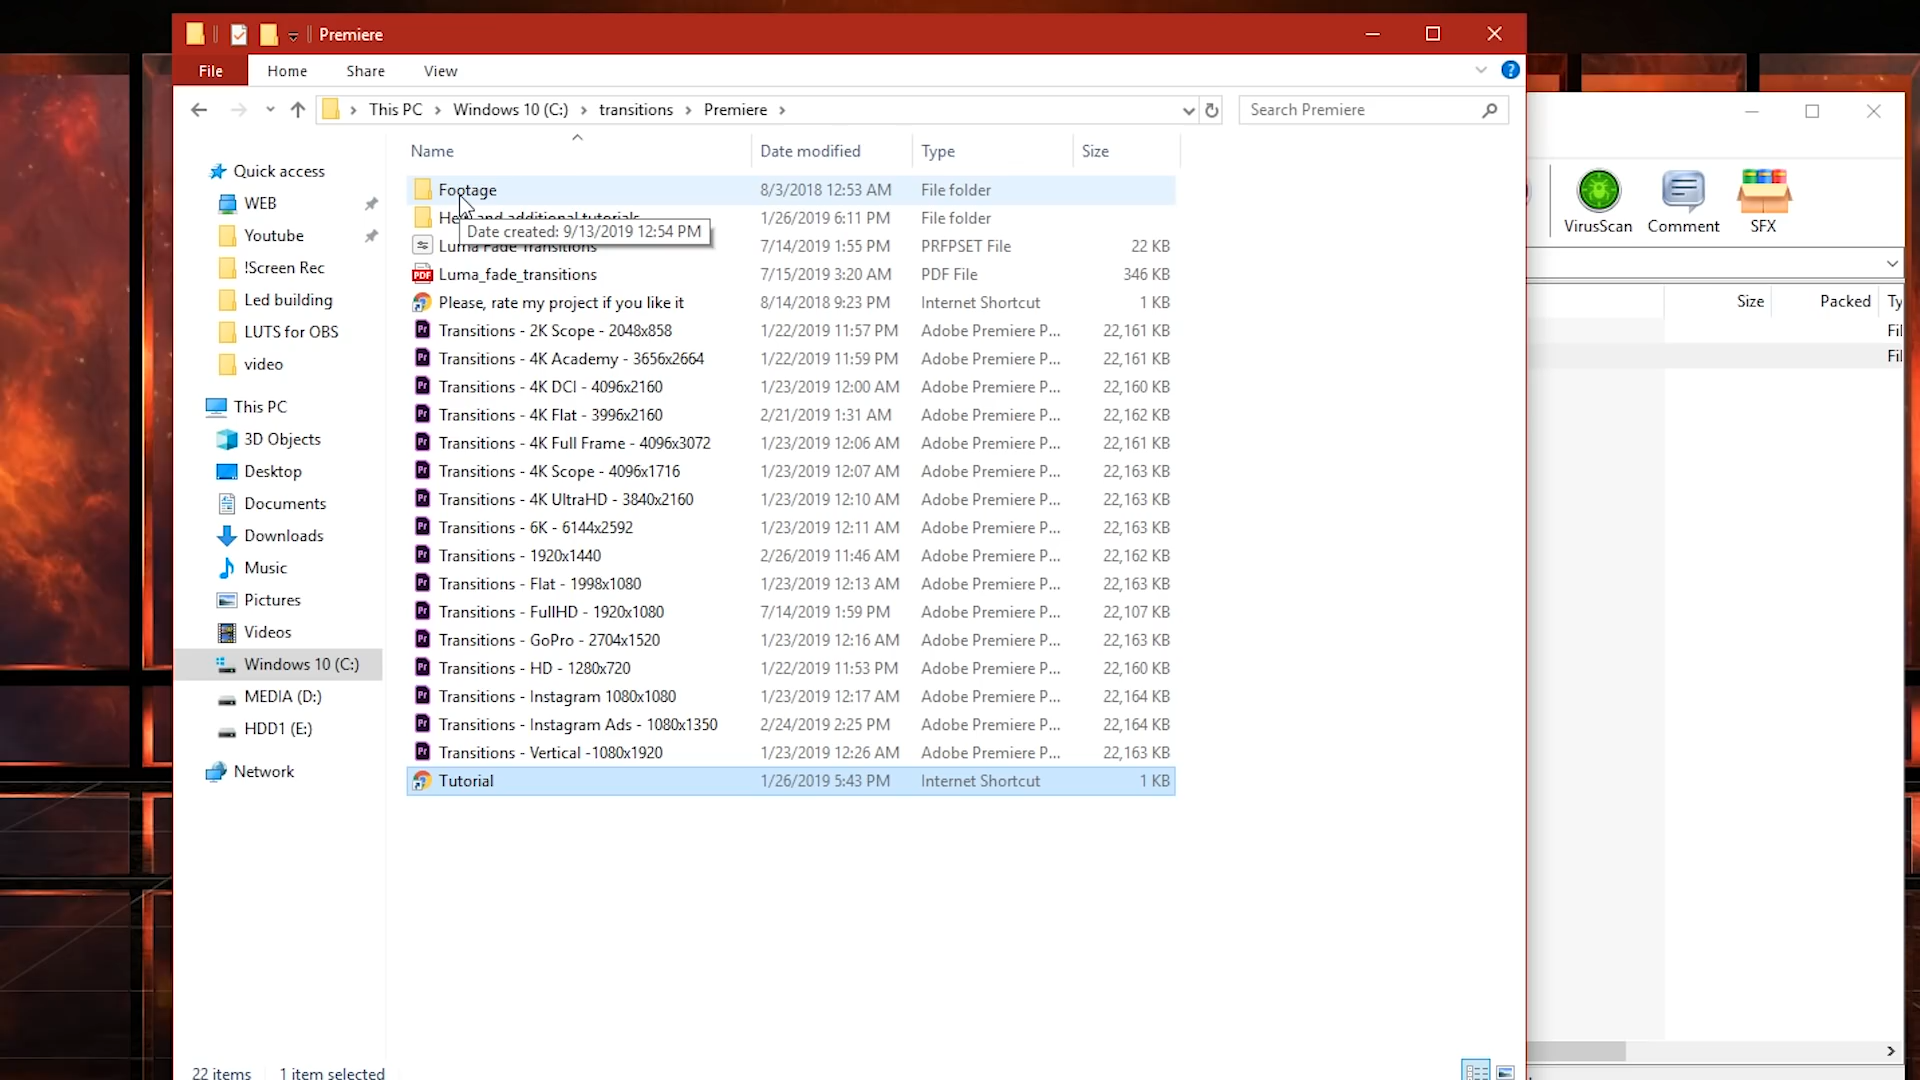 Premiere
File Home Share View
This PC Windows 10 (C:) transitions Premiere Search Premiere
Name Date modified Type Size
Quick access
WEB
Youtube
!Screen Rec
Led building
LUTS for OBS
video
This PC
3D Objects
Desktop
Documents
Downloads
Music
Pictures
Videos
Windows 10 (C:)
MEDIA (D:)
HDD1 (E:)
Network
Footage 8/3/2018 12:53 AM File folder
Help and additional tutorials 1/26/2019 6:11 PM File folder
Date created: 9/13/2019 12:54 PM
Luma Fade Transitions 7/14/2019 1:55 PM PRFPSET File 22 KB
Luma_fade_transitions 7/15/2019 3:20 AM PDF File 346 KB
Please, rate my project if you like it 8/14/2018 9:23 PM Internet Shortcut 1 KB
Transitions - 2K Scope - 2048x858 1/22/2019 11:57 PM Adobe Premiere P... 22,161 KB
Transitions - 4K Academy - 3656x2664 1/22/2019 11:59 PM Adobe Premiere P... 22,161 KB
Transitions - 4K DCI - 4096x2160 1/23/2019 12:00 AM Adobe Premiere P... 22,160 KB
Transitions - 4K Flat - 3996x2160 2/21/2019 1:31 AM Adobe Premiere P... 22,162 KB
Transitions - 4K Full Frame - 4096x3072 1/23/2019 12:06 AM Adobe Premiere P... 22,161 KB
Transitions - 4K Scope - 4096x1716 1/23/2019 12:07 AM Adobe Premiere P... 22,163 KB
Transitions - 4K UltraHD - 3840x2160 1/23/2019 12:10 AM Adobe Premiere P... 22,163 KB
Transitions - 6K - 6144x2592 1/23/2019 12:11 AM Adobe Premiere P... 22,163 KB
Transitions - 1920x1440 2/26/2019 11:46 AM Adobe Premiere P... 22,162 KB
Transitions - Flat - 1998x1080 1/23/2019 12:13 AM Adobe Premiere P... 22,163 KB
Transitions - FullHD - 1920x1080 7/14/2019 1:59 PM Adobe Premiere P... 22,107 KB
Transitions - GoPro - 2704x1520 1/23/2019 12:16 AM Adobe Premiere P... 22,163 KB
Transitions - HD - 1280x720 1/22/2019 11:53 PM Adobe Premiere P... 22,160 KB
Transitions - Instagram 1080x1080 1/23/2019 12:17 AM Adobe Premiere P... 22,164 KB
Transitions - Instagram Ads - 1080x1350 2/24/2019 2:25 PM Adobe Premiere P... 22,164 KB
Transitions - Vertical -1080x1920 1/23/2019 12:26 AM Adobe Premiere P... 22,163 KB
Tutorial 1/26/2019 5:43 PM Internet Shortcut 1 KB
22 items 1 item selected
VirusScan Comment SFX
Size Packed Ty
Fil
Fil